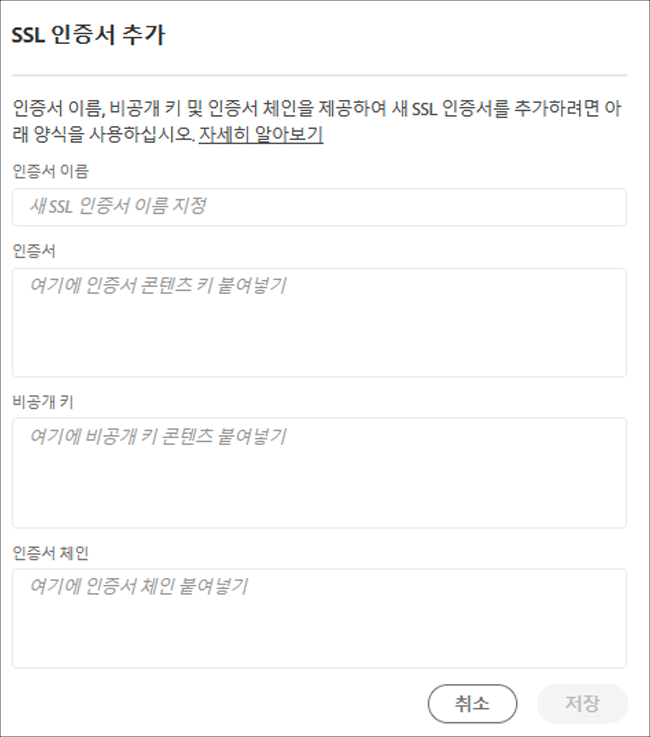 SSL 인증서 추가
인증서 이름, 비공개 키 및 인증서 체인을 제공하여 새 SSL 인증서를 추가하려면 아
래 양식을 사용하십시오. 자세히 알아보기
인증서 이름
새 SSL 인증서 이름 지정
인증서
여기에 인증서 콘텐츠 키 붙여넣기
비공개 키
여기에 비공개 키 콘텐츠 붙여넣기
인증서 체인
여기에 인증서 체인 붙여넣기
취소
저장